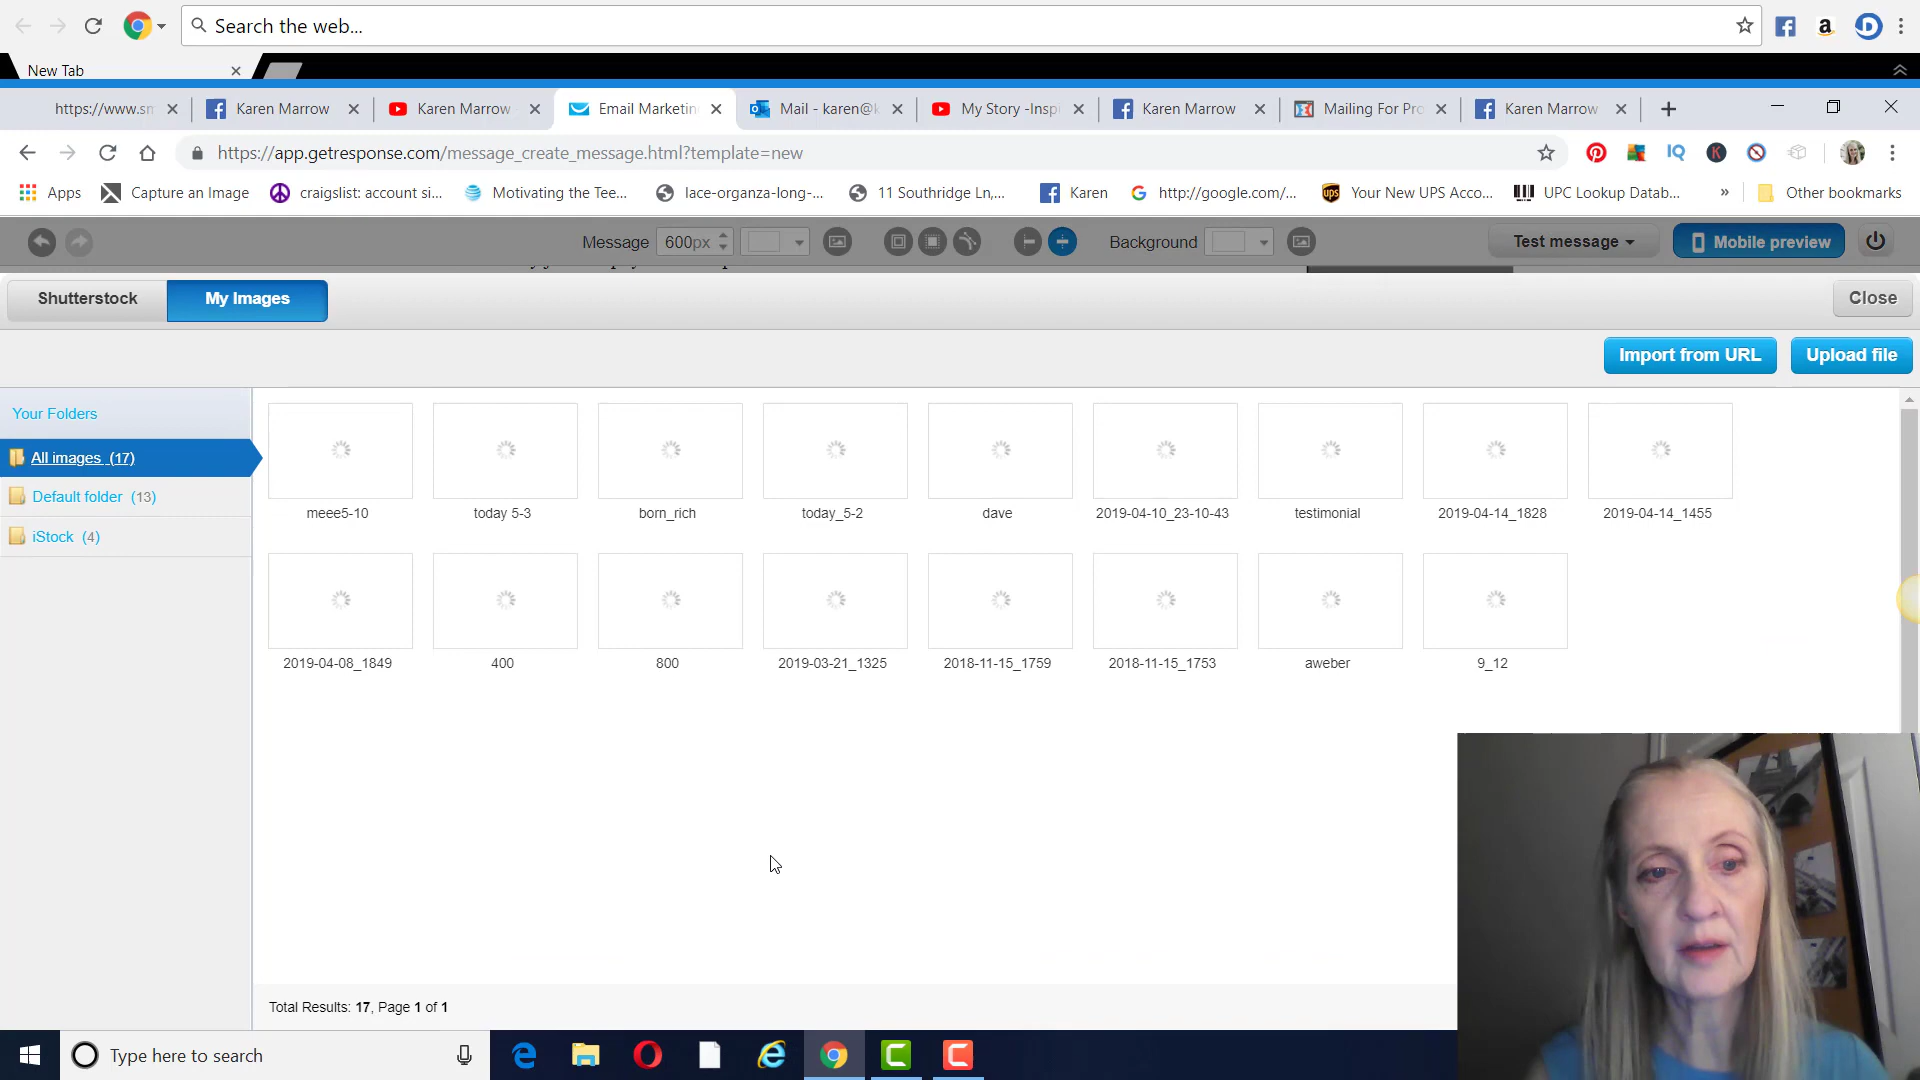 Search the web...
New Tab
https://www.sm
Karen Marrow
Karen Marrow
Email Marketin
Mail - karen@k
My Story -Inspi
Karen Marrow
Mailing For Pro
Karen Marrow
https://app.getresponse.com/message_create_message.html?template=new
Apps
Capture an Image
craigslist: account si...
Motivating the Tee...
lace-organza-long-...
11 Southridge Ln,...
Karen
http://google.com/...
Your New UPS Acco...
UPC Lookup Datab...
»
Other bookmarks
Message
600px
Background
Test message
Mobile preview
Shutterstock
My Images
Close
Import from URL
Upload file
Your Folders
All images (17)
Default folder (13)
iStock (4)
meee5-10
today 5-3
born_rich
today_5-2
dave
2019-04-10_23-10-43
testimonial
2019-04-14_1828
2019-04-14_1455
2019-04-08_1849
400
800
2019-03-21_1325
2018-11-15_1759
2018-11-15_1753
aweber
9_12
Total Results: 17, Page 1 of 1
Type here to search